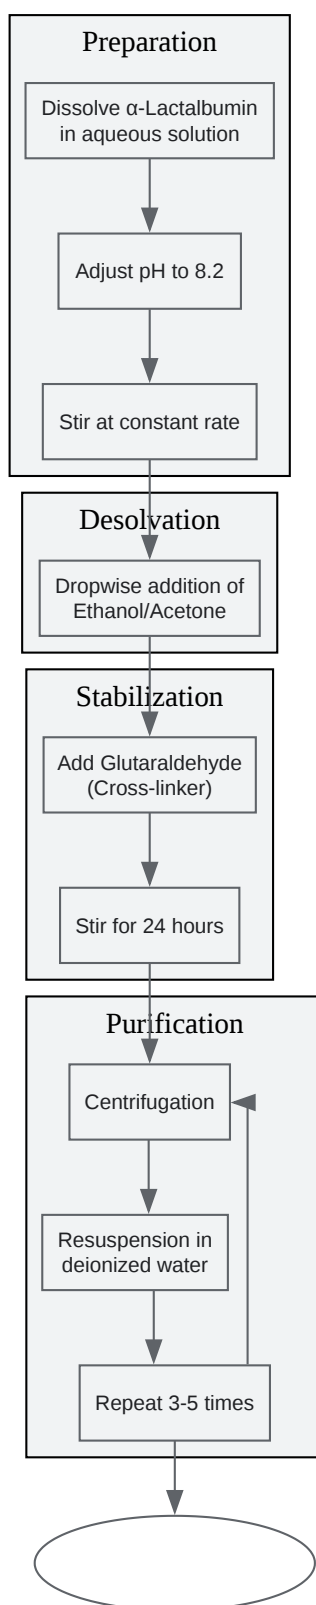 Preparation
Dissolve α-Lactalbumin
in aqueous solution
Adjust pH to 8.2
Stir at constant rate
Desolvation
Dropwise addition of
Ethanol/Acetone
Stabilization
Add Glutaraldehyde
(Cross-linker)
Stir for 24 hours
Purification
Centrifugation
Resuspension in
deionized water
Repeat 3-5 times